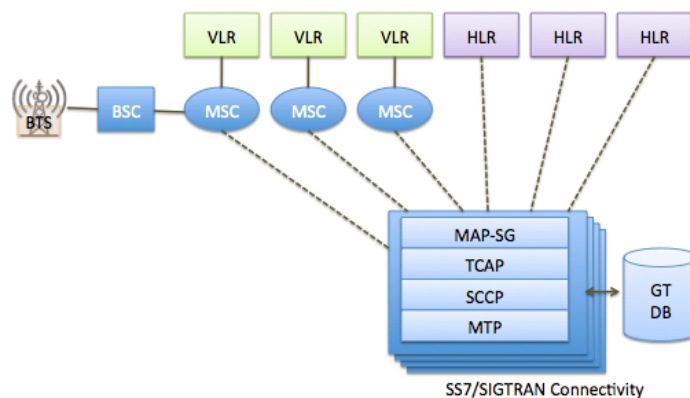 VLR VLR VLR HLR HLR HLR
BTS BSC MSC MSC MSC
MAP-SG
TCAP
SCCP
MTP
GT
DB
SS7/SIGTRAN Connectivity